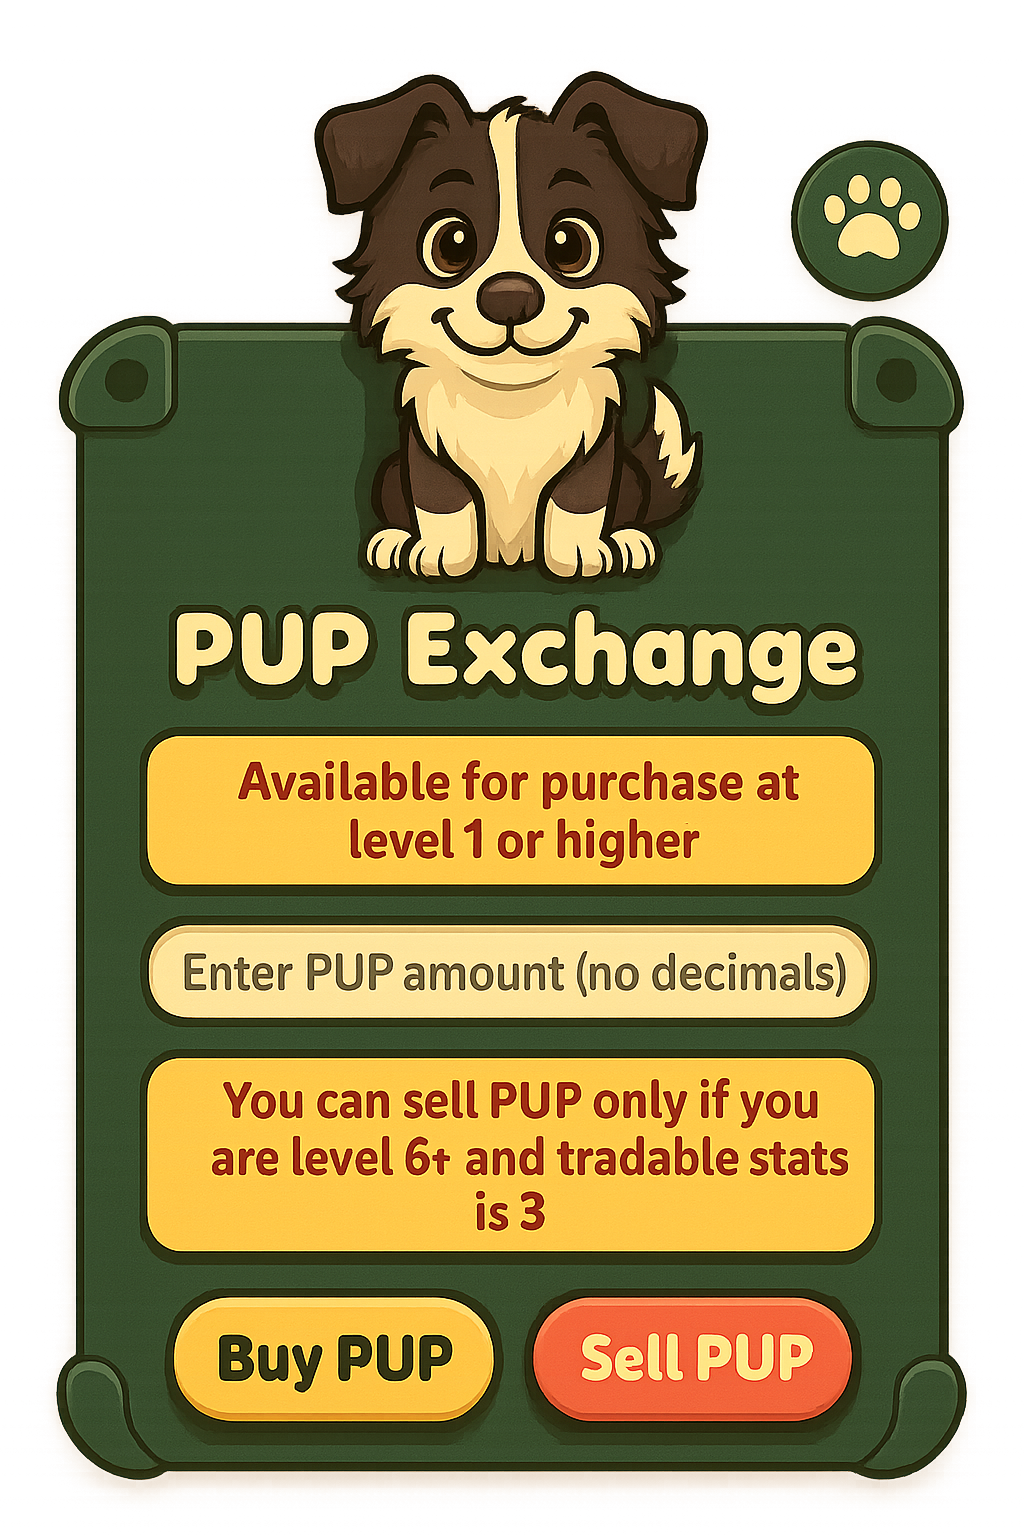 PUP Exchange
Available for purchase at
level 1 or higher
Enter PUP amount (no decimals)
You can sell PUP only if you
are level 6+ and tradable stats
is 3
Buy PUP
Sell PUP